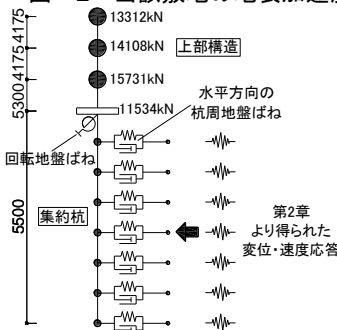 4175
13312kN
4175
14108kN
上部構造
15731kN
5300
11534kN
水平方向の
杭周地盤ばね
回転地盤ばね
5500
集約杭
第2章
より得られた
変位・速度応答